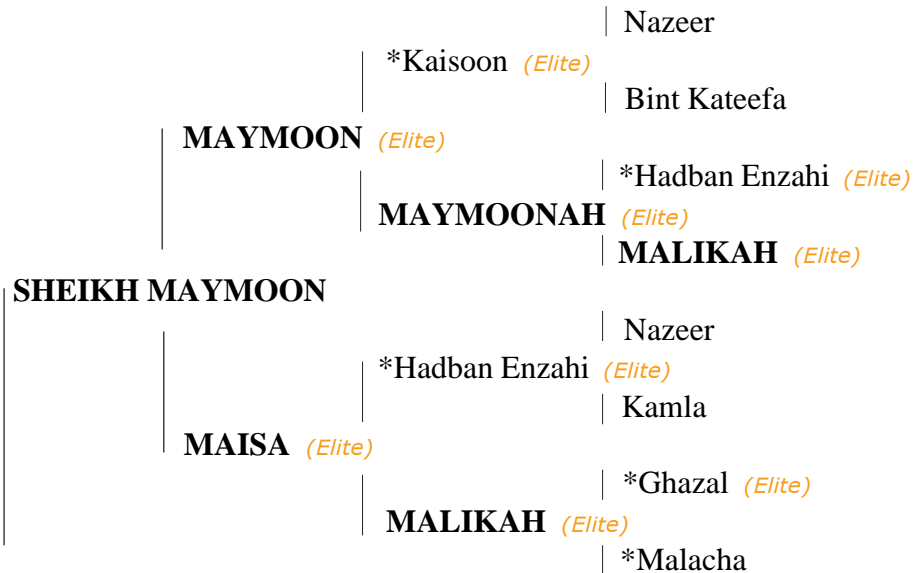 Nazeer
*Kaisoon (Elite)
Bint Kateefa
MAYMOON (Elite)
*Hadban Enzahi (Elite)
MAYMOONAH (Elite)
MALIKAH (Elite)
SHEIKH MAYMOON
Nazeer
*Hadban Enzahi (Elite)
Kamla
MAISA (Elite)
*Ghazal (Elite)
MALIKAH (Elite)
*Malacha